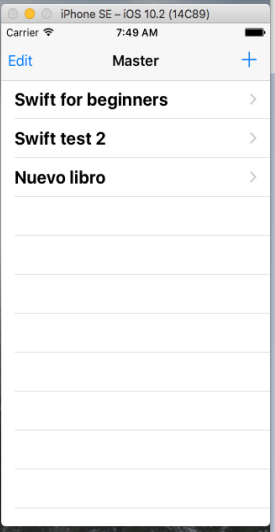 iPhone SE – iOS 10.2 (14C89)
Carrier 7:49 AM
Edit Master +
Swift for beginners
Swift test 2
Nuevo libro